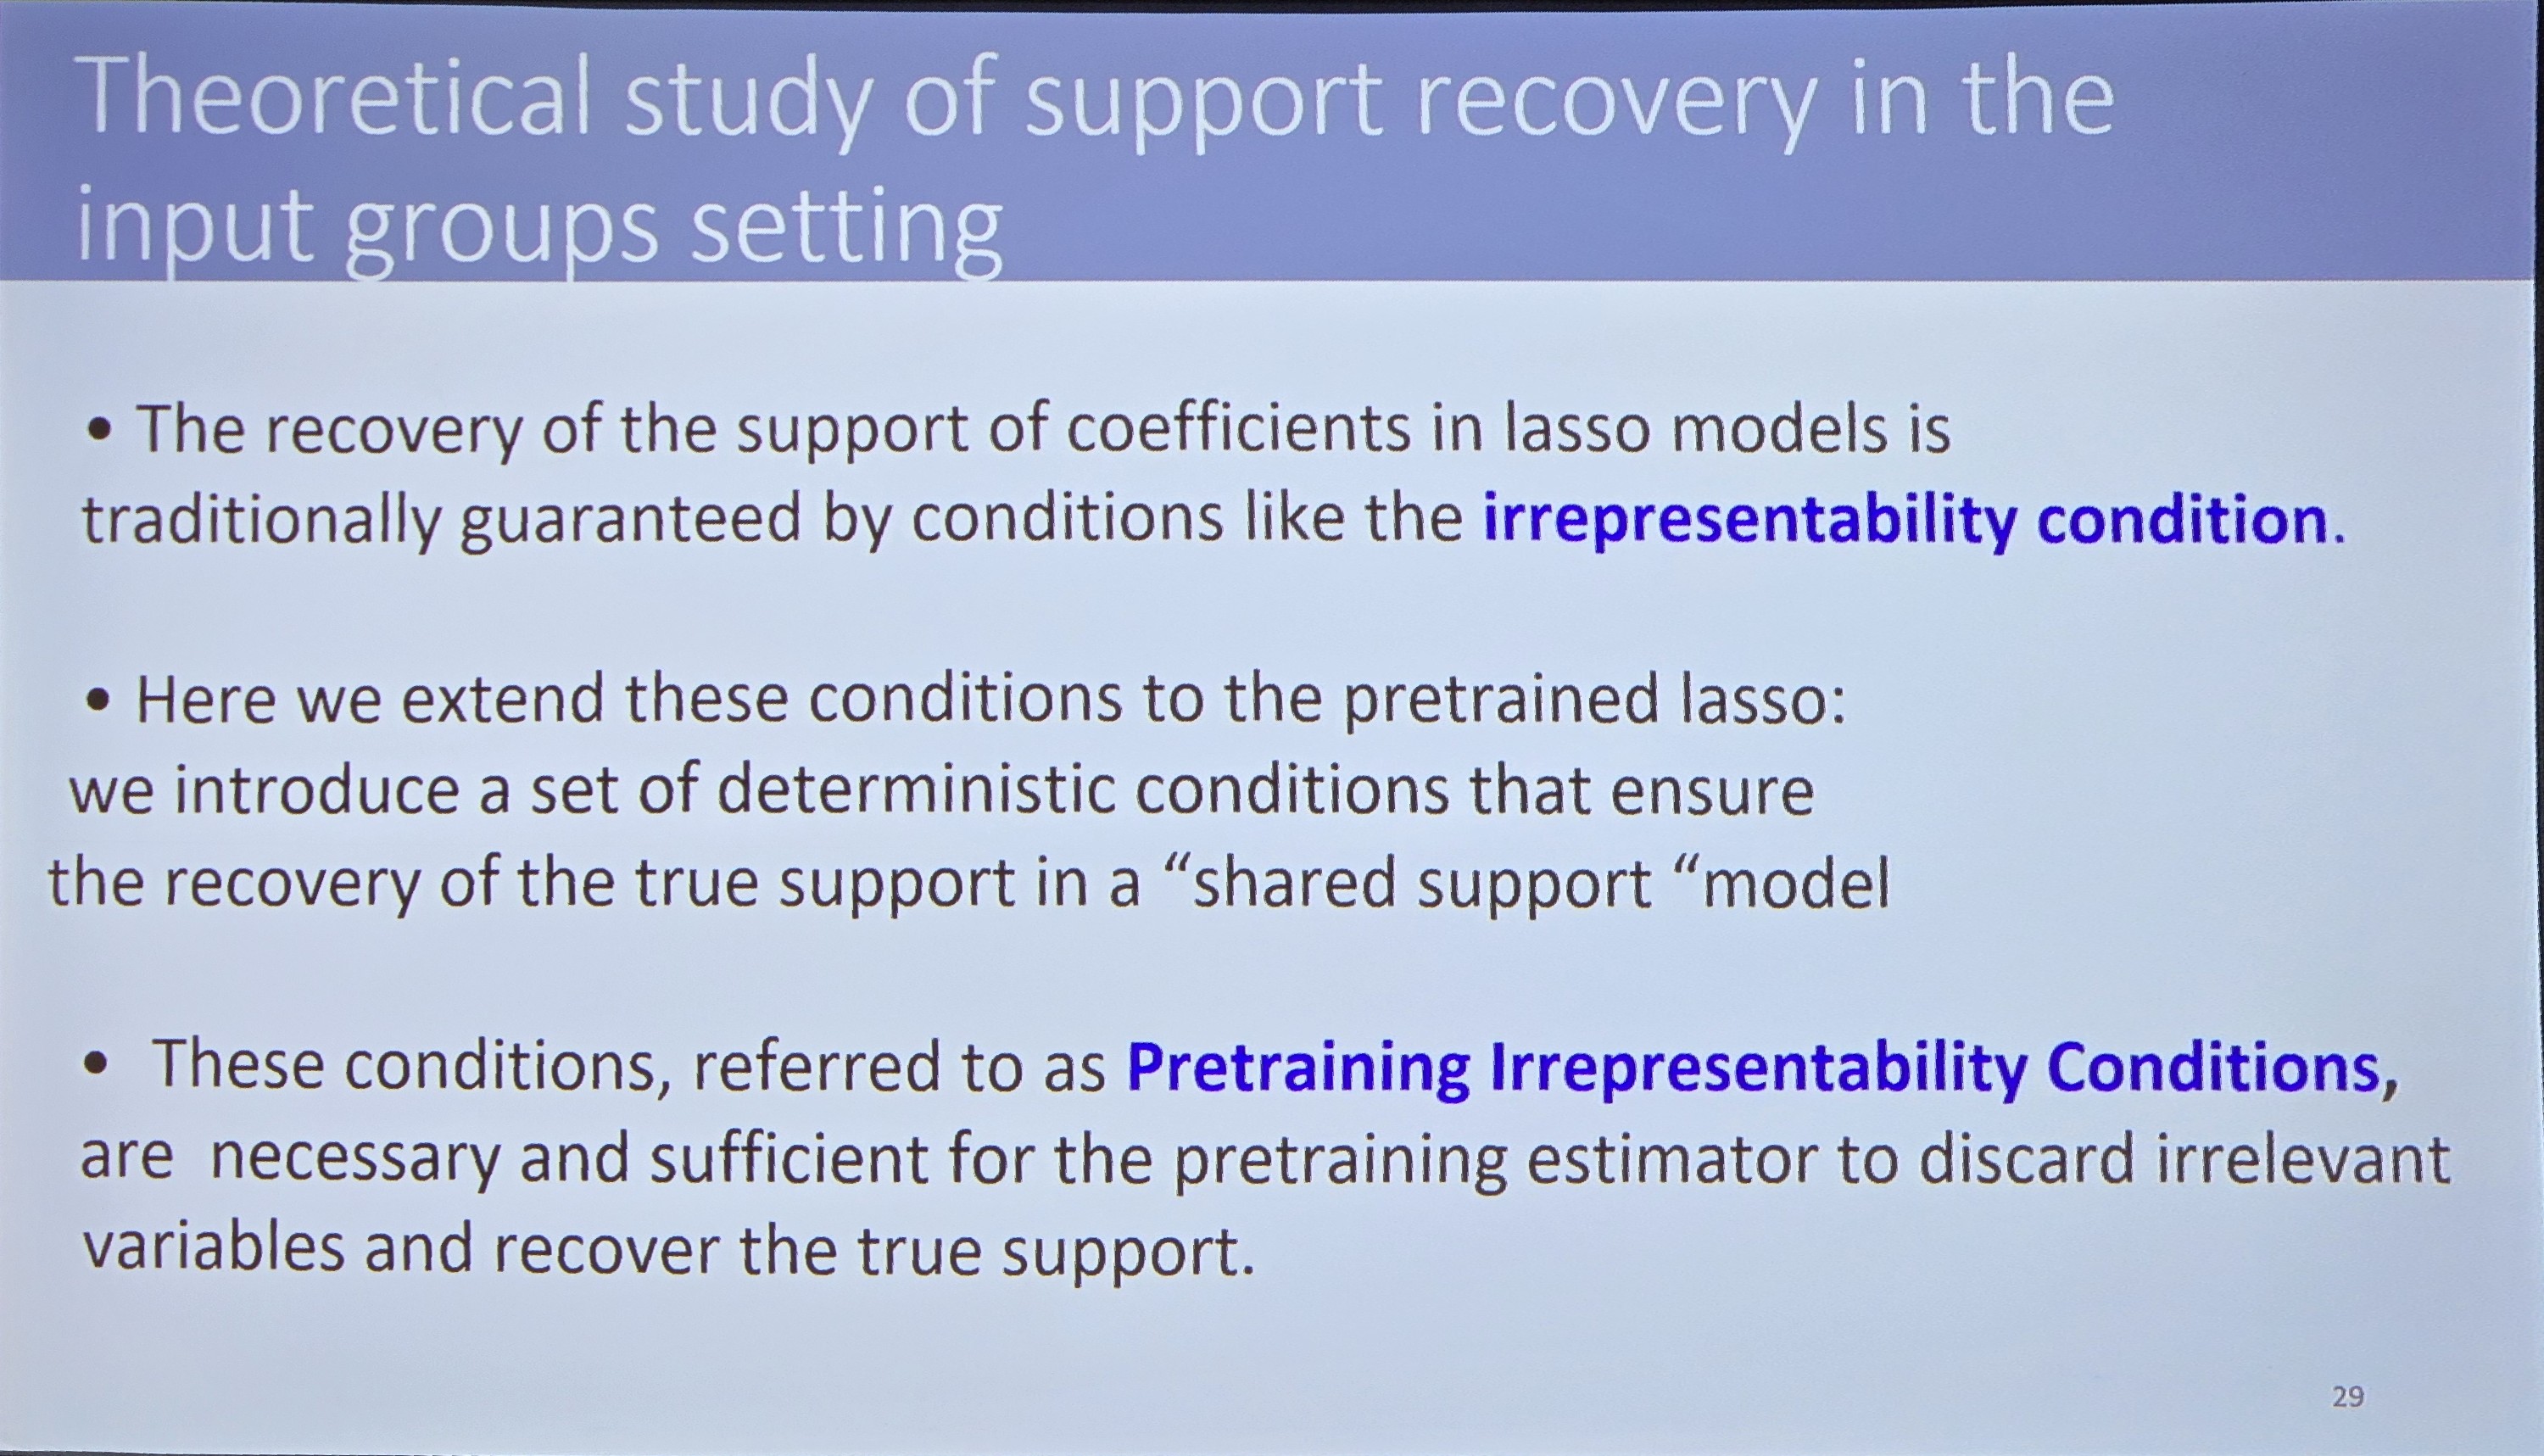 Theoretical study of support recovery in the
input groups setting
• The recovery of the support of coefficients in lasso models is
traditionally guaranteed by conditions like the irrepresentability condition.
• Here we extend these conditions to the pretrained lasso:
we introduce a set of deterministic conditions that ensure
the recovery of the true support in a “shared support “model
• These conditions, referred to as Pretraining Irrepresentability Conditions,
are necessary and sufficient for the pretraining estimator to discard irrelevant
variables and recover the true support.
29